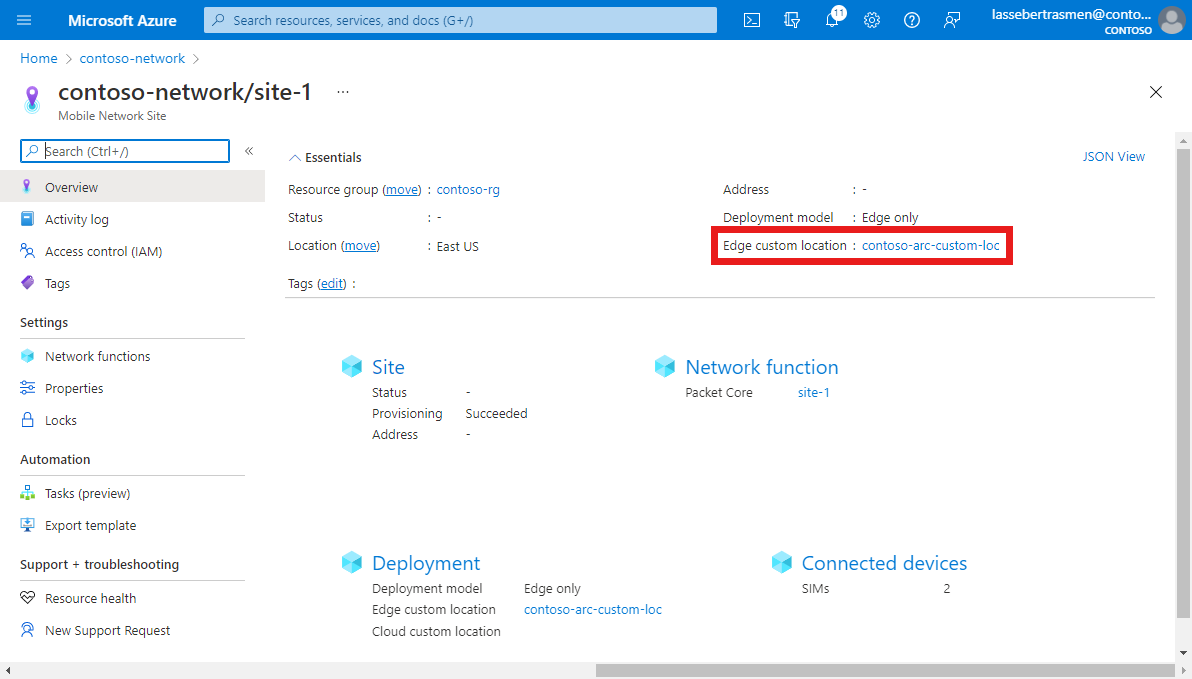 Microsoft Azure
Search resources, services, and docs (G+/)
11
lassebertrasmen@conto...
CONTOSO
Home > contoso-network >
contoso-network/site-1 ...
Mobile Network Site
Search (Ctrl+/)
«
Overview
Activity log
Access control (IAM)
Tags
Settings
Network functions
Properties
Locks
Automation
Tasks (preview)
Export template
Support + troubleshooting
Resource health
New Support Request
Essentials
JSON View
Resource group (move) : contoso-rg
Status : -
Location (move) : East US
Address : -
Deployment model : Edge only
Edge custom location : contoso-arc-custom-loc
Tags (edit) :
Site
Status -
Provisioning Succeeded
Address -
Network function
Packet Core site-1
Deployment
Deployment model Edge only
Edge custom location contoso-arc-custom-loc
Cloud custom location
Connected devices
SIMs 2